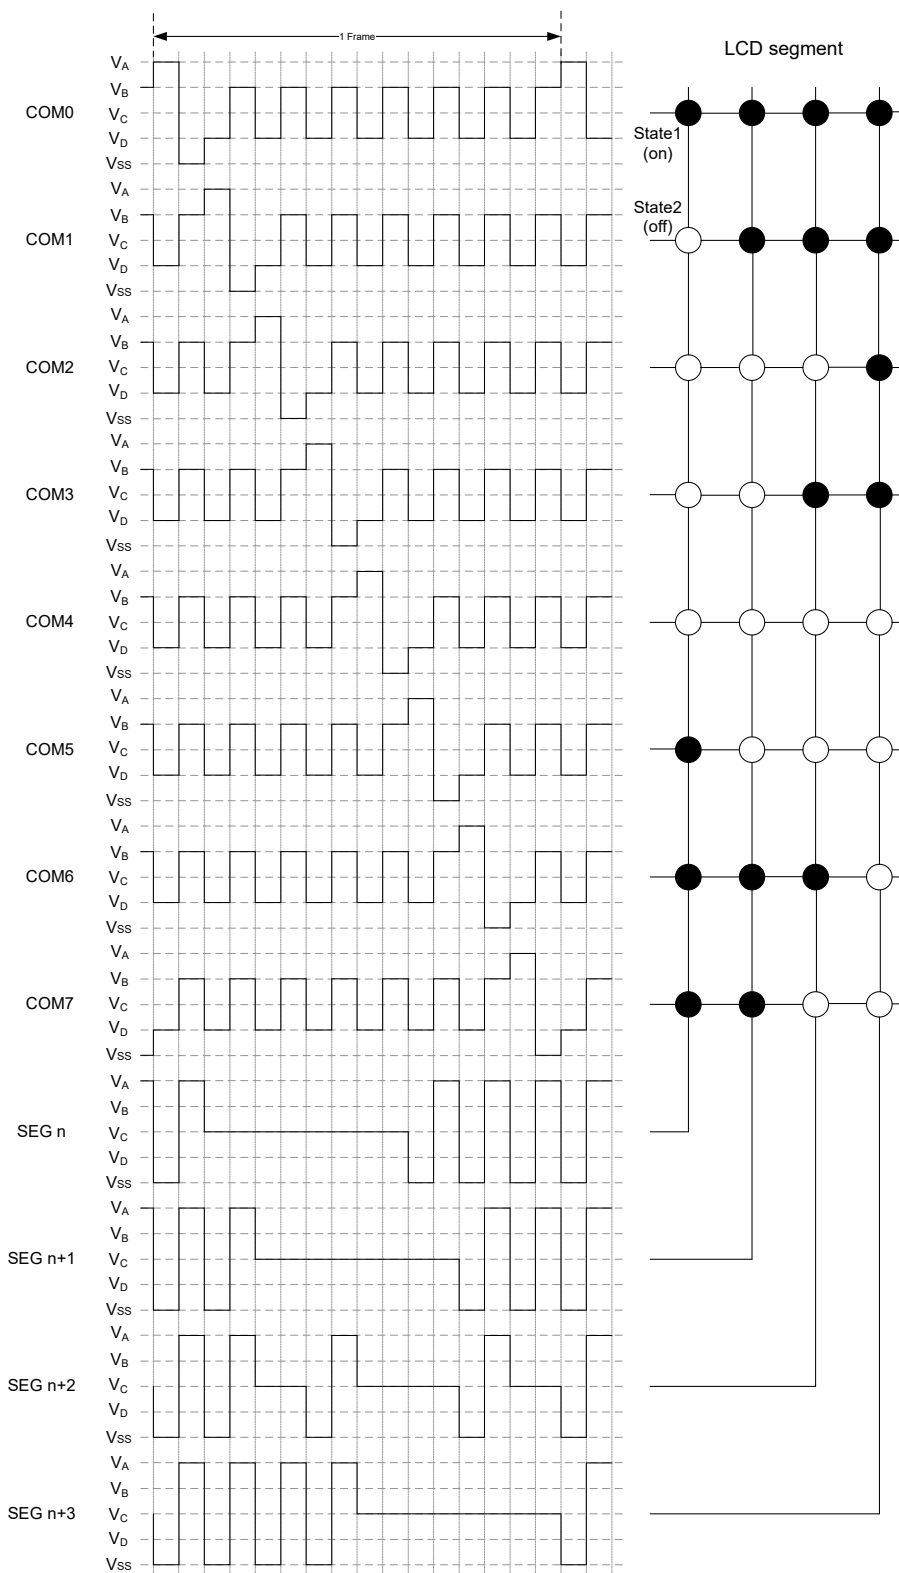 1 Frame
LCD segment
COM0
VA
VB
VC
VD
VSS
State1
(on)
COM1
VA
VB
VC
VD
VSS
State2
(off)
COM2
VA
VB
VC
VD
VSS
COM3
VA
VB
VC
VD
VSS
COM4
VA
VB
VC
VD
VSS
COM5
VA
VB
VC
VD
VSS
COM6
VA
VB
VC
VD
VSS
COM7
VA
VB
VC
VD
VSS
SEG n
VA
VB
VC
VD
VSS
SEG n+1
VA
VB
VC
VD
VSS
SEG n+2
VA
VB
VC
VD
VSS
SEG n+3
VA
VB
VC
VD
VSS